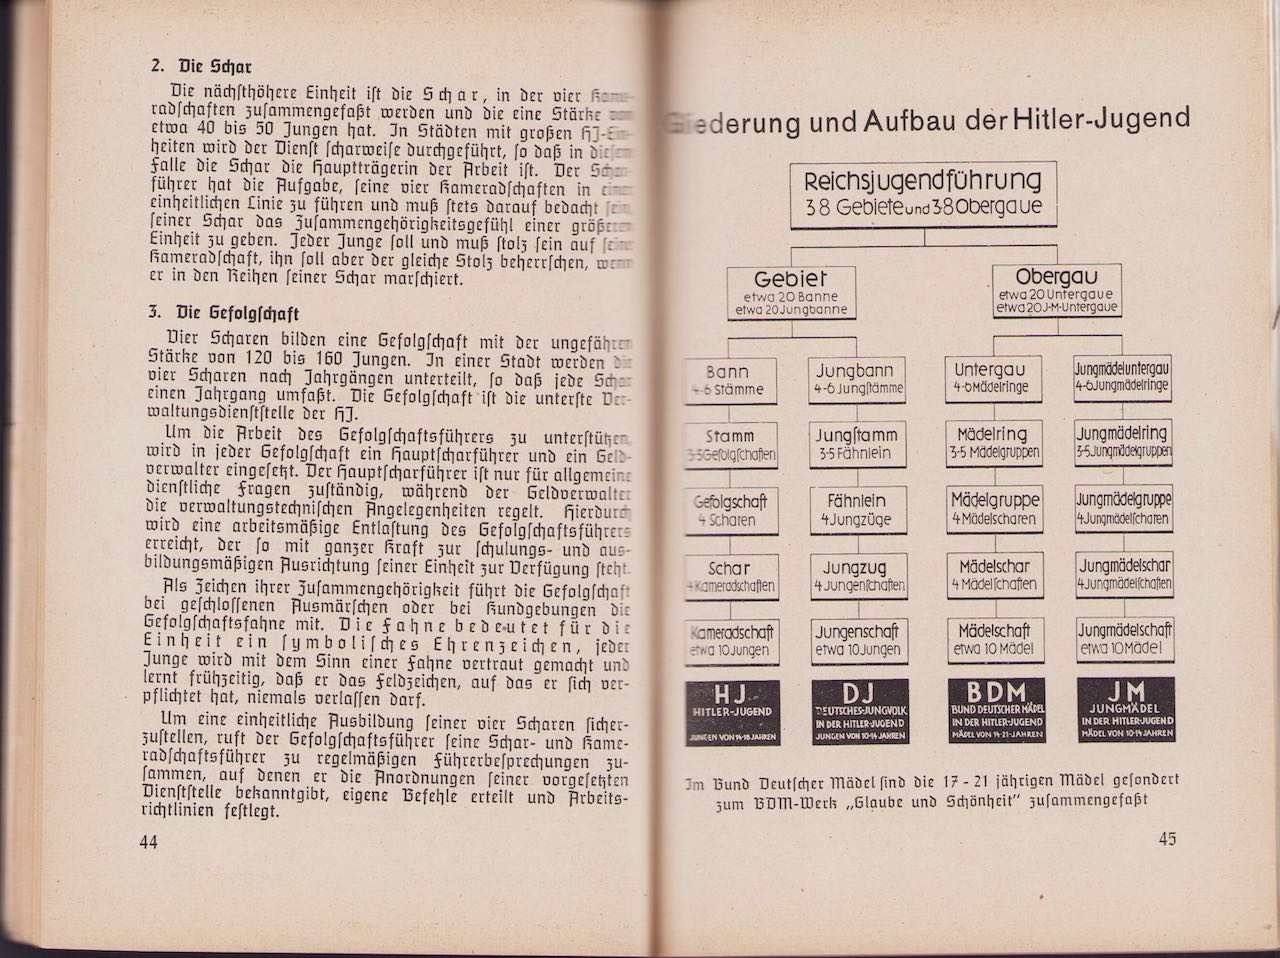 2. Die Schar
Die nächsthöhere Einheit ist die Schar, in der vier Kame-
radschaften zusammengefaßt werden und die eine Stärke von
etwa 40 bis 50 Jungen hat. In Städten mit großen HJ-Ein-
heiten wird der Dienst scharweise durchgeführt, so daß in diesem
Falle die Schar die Hauptträgerin der Arbeit ist. Der Schar-
führer hat die Aufgabe, seine vier Kameradschaften in einer
einheitlichen Linie zu führen und muß stets darauf bedacht sein,
seiner Schar das Zusammengehörigkeitsgefühl einer größeren
Einheit zu geben. Jeder Junge soll und muß stolz sein auf seine
Kameradschaft, ihn soll aber der gleiche Stolz beherrschen, wenn
er in den Reihen seiner Schar marschiert.
3. Die Gefolgschaft
Vier Scharen bilden eine Gefolgschaft mit der ungefähren
Stärke von 120 bis 160 Jungen. In einer Stadt werden die
vier Scharen nach Jahrgängen unterteilt, so daß jede Schar
einen Jahrgang umfaßt. Die Gefolgschaft ist die unterste Ver-
waltungsdienststelle der HJ.
Um die Arbeit des Gefolgschaftsführers zu unterstützen,
wird in jeder Gefolgschaft ein Hauptscharführer und ein Geld-
verwalter eingesetzt. Der Hauptscharführer ist nur für allgemeine
dienstliche Fragen zuständig, während der Geldverwalter
die verwaltungstechnischen Angelegenheiten regelt. Hierdurch
wird eine arbeitsmäßige Entlastung des Gefolgschaftsführers
erreicht, der so mit ganzer Kraft zur schulungs- und aus-
bildungsmäßigen Ausrichtung seiner Einheit zur Verfügung steht.
Als Zeichen ihrer Zusammengehörigkeit führt die Gefolgschaft
bei geschlossenen Ausmärschen oder bei Kundgebungen die
Gefolgschaftsfahne mit. Die Fahne bedeutet für die
Einheit ein symbolisches Ehrenzeichen, jeder
Junge wird mit dem Sinn einer Fahne vertraut gemacht und
lernt frühzeitig, daß er das Feldzeichen, auf das er sich ver-
pflichtet hat, niemals verlassen darf.
Um eine einheitliche Ausbildung seiner vier Scharen sicher-
zustellen, ruft der Gefolgschaftsführer seine Schar- und Kame-
radschaftsführer zu regelmäßigen Führerbesprechungen zu-
sammen, auf denen er die Anordnungen seiner vorgesetzten
Dienststelle bekanntgibt, eigene Befehle erteilt und Arbeits-
richtlinien festlegt.
44
Gliederung und Aufbau der Hitler-Jugend
Reichsjugendführung
38 Gebiete und 38 Obergaue
Gebiet
etwa 20 Banne
etwa 20 Jungbanne
Obergau
etwa 20 Untergaue
etwa 20 J-M-Untergaue
Bann
4-6 Stämme
Jungbann
4-6 Jungstämme
Untergau
4-6 Mädelringe
Jungmädeluntergau
4-6 Jungmädelringe
Stamm
3-5 Gefolgschaften
Jungstamm
3-5 Fähnlein
Mädelring
3-5 Mädelgruppen
Jungmädelring
3-5 Jungmädelgruppen
Gefolgschaft
4 Scharen
Fähnlein
4 Jungzüge
Mädelgruppe
4 Mädelscharen
Jungmädelgruppe
4 Jungmädelscharen
Schar
4 Kameradschaften
Jungzug
4 Jungenschaften
Mädelschar
4 Mädelschaften
Jungmädelschar
4 Jungmädelschaften
Kameradschaft
etwa 10 Jungen
Jungenschaft
etwa 10 Jungen
Mädelschaft
etwa 10 Mädel
Jungmädelschaft
etwa 10 Mädel
HJ
HITLER-JUGEND
JUNGEN VON 14-18 JAHREN
DJ
DEUTSCHES-JUNGVOLK
IN DER HITLER-JUGEND
JUNGEN VON 10-14 JAHREN
BDM
BUND DEUTSCHER MÄDEL
IN DER HITLER-JUGEND
MÄDEL VON 14-21 JAHREN
JM
JUNGMÄDEL
IN DER HITLER-JUGEND
MÄDEL VON 10-14 JAHREN
Im Bund Deutscher Mädel sind die 17-21 jährigen Mädel gesondert
zum BDM-Werk „Glaube und Schönheit" zusammengefaßt
45